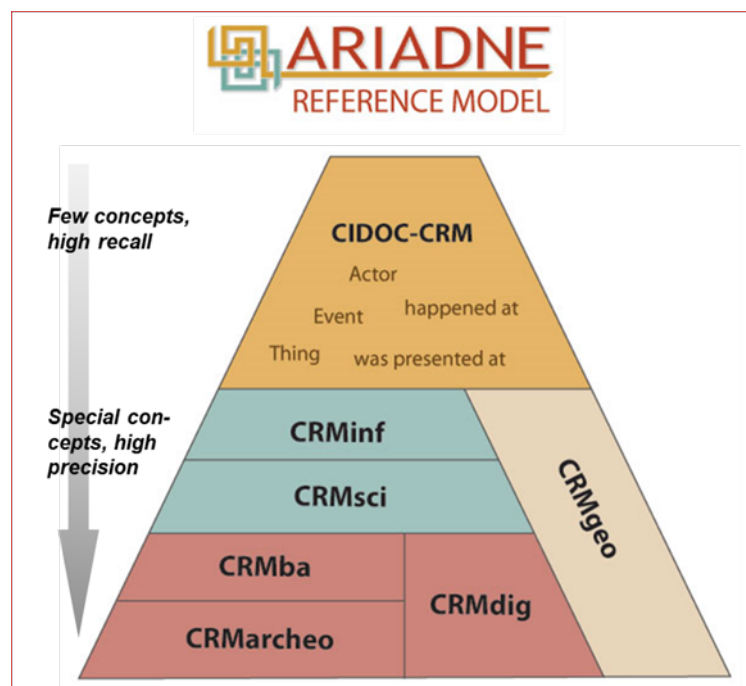 ARIADNE
REFERENCE MODEL
Few concepts,
high recall
CIDOC-CRM
Actor
Event
happened at
Thing
was presented at
Special con-
cepts, high
precision
CRMinf
CRMsci
CRMgeo
CRMba
CRMdig
CRMarcheo